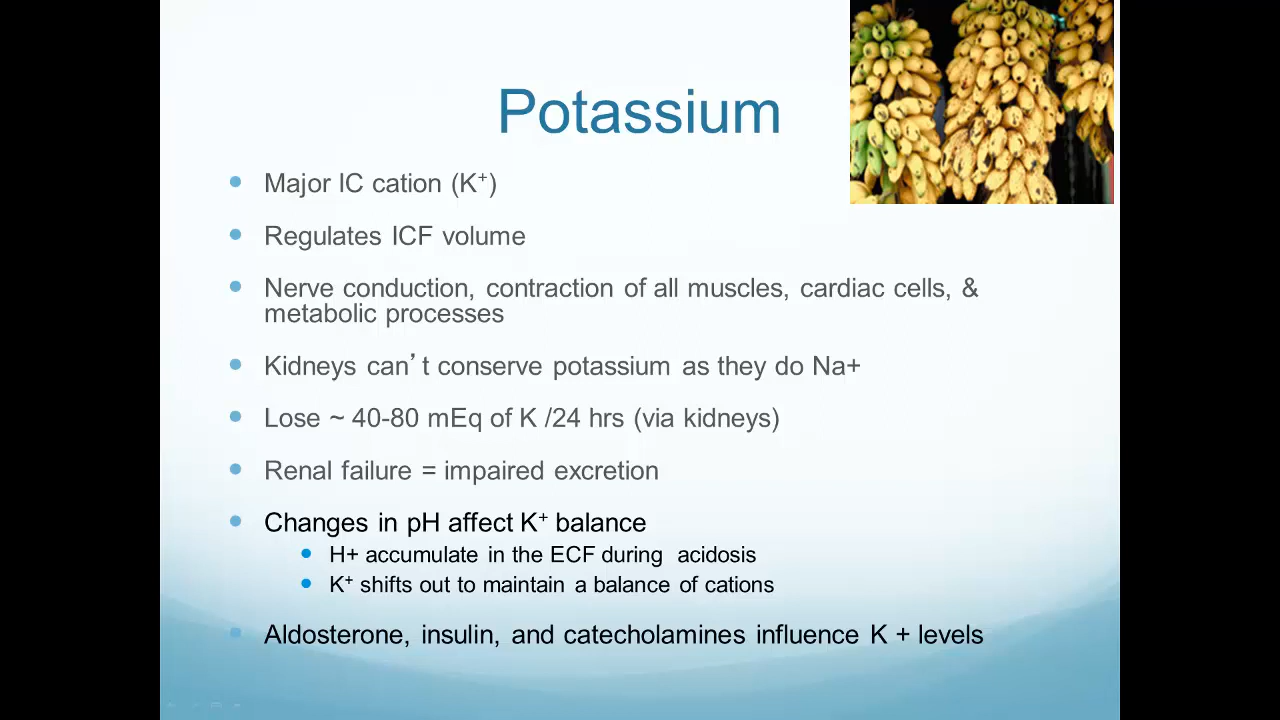 Potassium
Major IC cation (K⁺)
Regulates ICF volume
Nerve conduction, contraction of all muscles, cardiac cells, &
metabolic processes
Kidneys can’t conserve potassium as they do Na+
Lose ~ 40-80 mEq of K /24 hrs (via kidneys)
Renal failure = impaired excretion
Changes in pH affect K⁺ balance
H+ accumulate in the ECF during acidosis
K⁺ shifts out to maintain a balance of cations
Aldosterone, insulin, and catecholamines influence K + levels